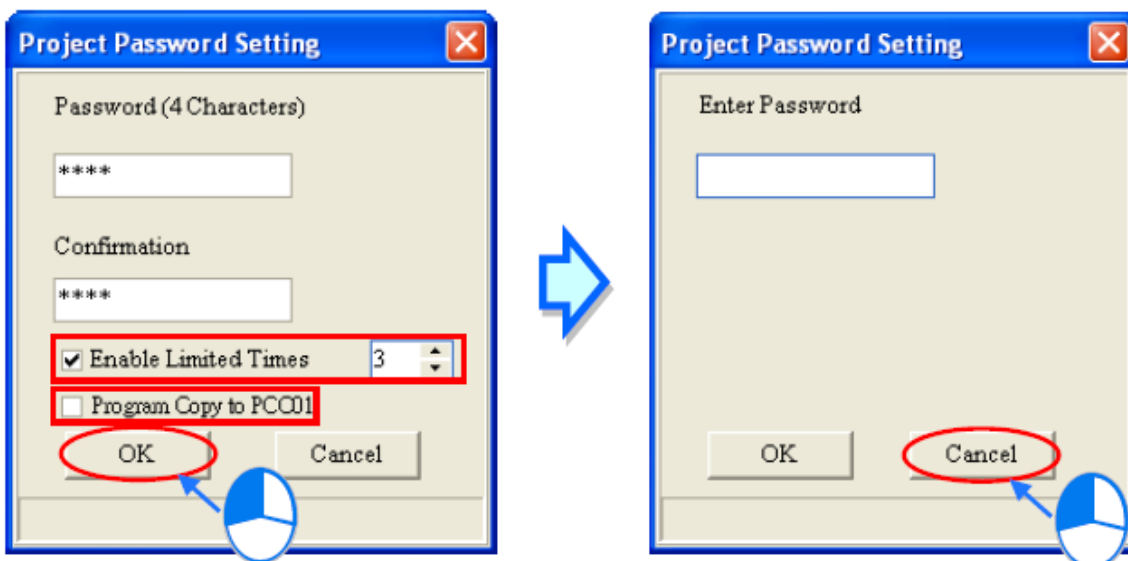 Project Password Setting
Password (4 Characters)
****
Confirmation
****
Enable Limited Times 3
Program Copy to PCC01
OK Cancel
Project Password Setting
Enter Password
OK Cancel